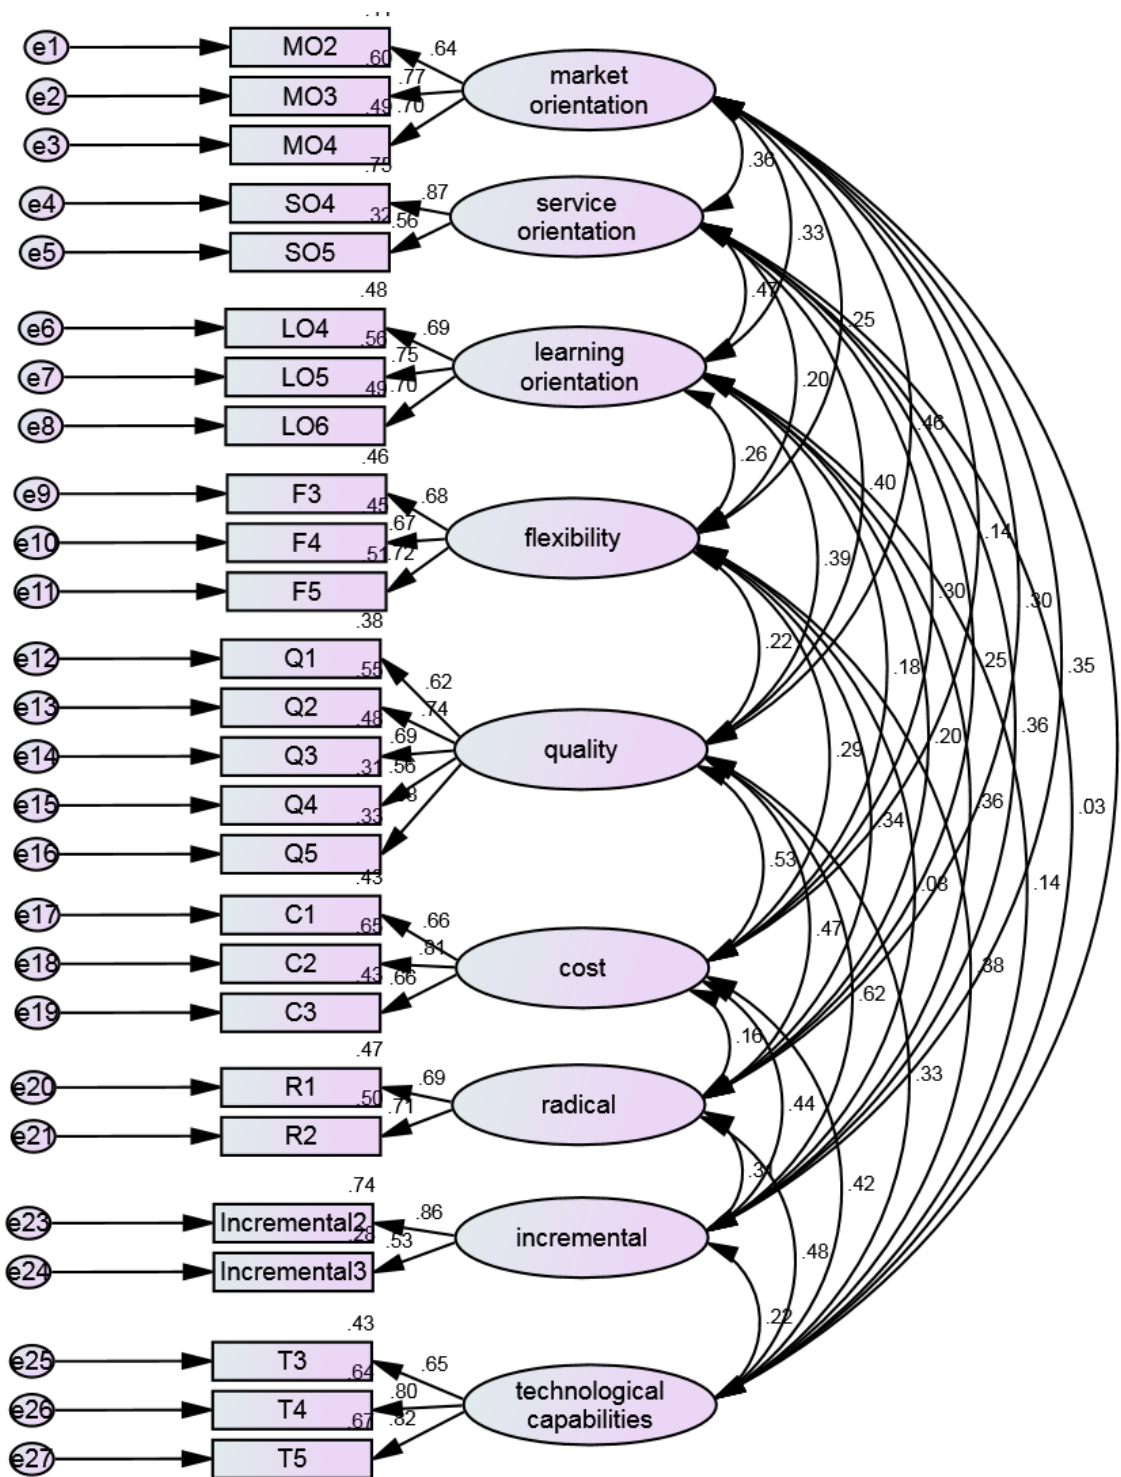 e1
MO2
.60
.64
market
orientation
e2
MO3
.49
.77
e3
MO4
.70
.75
.36
e4
SO4
.32
.87
service
orientation
e5
SO5
.56
.33
.48
.47
e6
LO4
.56
.69
.25
learning
orientation
e7
LO5
.49
.75
e8
LO6
.70
.20
.46
.46
.26
.40
e9
F3
.45
.68
e10
F4
.51
.67
flexibility
.14
e11
F5
.72
.39
.30
.30
.38
.22
e12
Q1
.55
.62
.18
.25
.35
e13
Q2
.48
.74
.20
.36
e14
Q3
.31
.69
quality
.29
e15
Q4
.33
.56
.34
.36
.03
e16
Q5
.43
.53
.08
.14
e17
C1
.65
.66
.47
e18
C2
.43
.81
cost
.38
e19
C3
.66
.62
.47
.16
e20
R1
.50
.69
.33
e21
R2
.71
radical
.44
.74
.42
e23
Incremental2
.28
.86
incremental
e24
Incremental3
.53
.48
.43
.22
e25
T3
.64
.65
e26
T4
.67
.80
technological
capabilities
e27
T5
.82